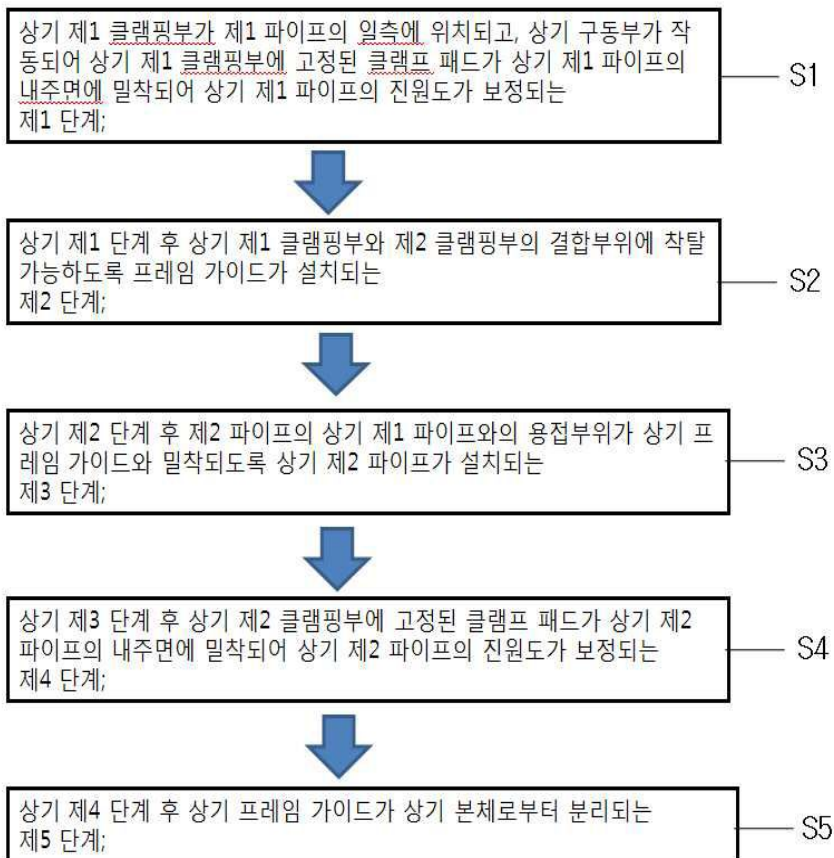 상기 제1 클램핑부가 제1 파이프의 일측에 위치되고, 상기 구동부가 작
동되어 상기 제1 클램핑부에 고정된 클램프 패드가 상기 제1 파이프의
내주면에 밀착되어 상기 제1 파이프의 진원도가 보정되는
제1 단계;
S1
상기 제1 단계 후 상기 제1 클램핑부와 제2 클램핑부의 결합부위에 착탈
가능하도록 프레임 가이드가 설치되는
제2 단계;
S2
상기 제2 단계 후 제2 파이프의 상기 제1 파이프와의 용접부위가 상기 프
레임 가이드와 밀착되도록 상기 제2 파이프가 설치되는
제3 단계;
S3
상기 제3 단계 후 상기 제2 클램핑부에 고정된 클램프 패드가 상기 제2
파이프의 내주면에 밀착되어 상기 제2 파이프의 진원도가 보정되는
제4 단계;
S4
상기 제4 단계 후 상기 프레임 가이드가 상기 본체로부터 분리되는
제5 단계;
S5